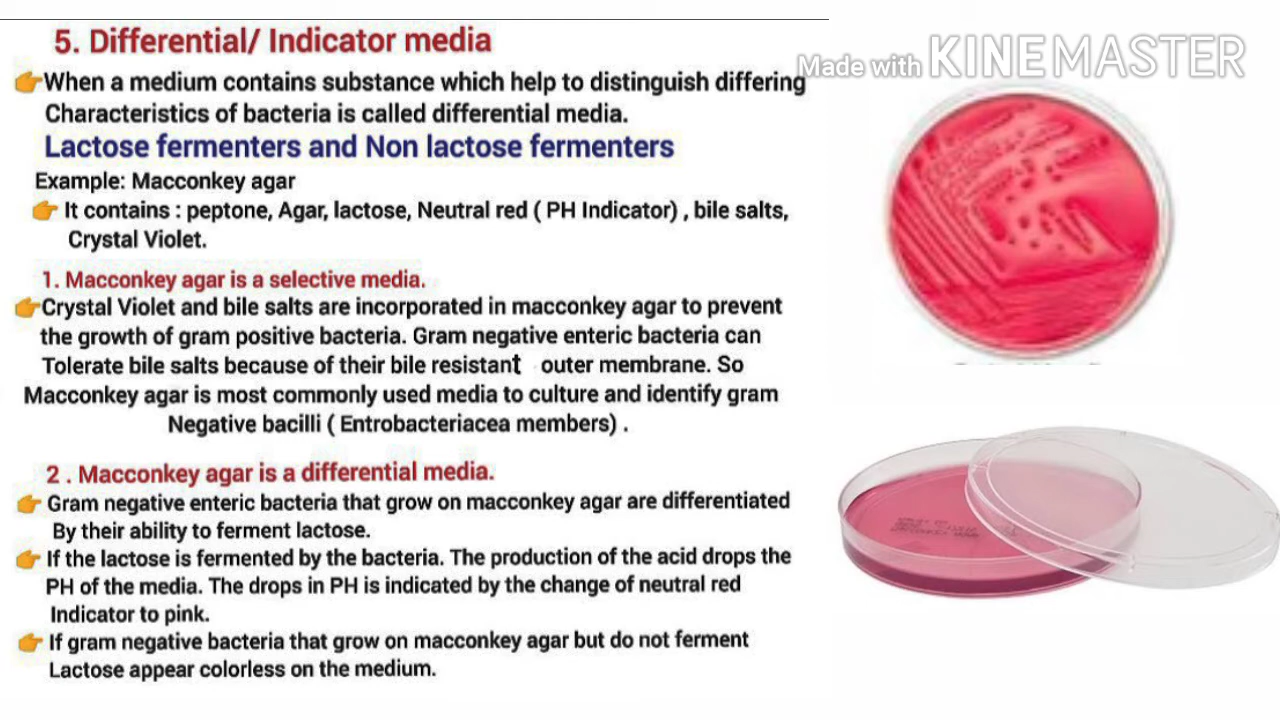 5. Differential/ Indicator media
Made with KINEMASTER
👉When a medium contains substance which help to distinguish differing
Characteristics of bacteria is called differential media.
Lactose fermenters and Non lactose fermenters
Example: Macconkey agar
👉 It contains : peptone, Agar, lactose, Neutral red ( PH Indicator) , bile salts,
Crystal Violet.
1. Macconkey agar is a selective media.
👉Crystal Violet and bile salts are incorporated in macconkey agar to prevent
the growth of gram positive bacteria. Gram negative enteric bacteria can
Tolerate bile salts because of their bile resistant outer membrane. So
Macconkey agar is most commonly used media to culture and identify gram
Negative bacilli ( Entrobacteriacea members) .
2 . Macconkey agar is a differential media.
👉 Gram negative enteric bacteria that grow on macconkey agar are differentiated
By their ability to ferment lactose.
👉 If the lactose is fermented by the bacteria. The production of the acid drops the
PH of the media. The drops in PH is indicated by the change of neutral red
Indicator to pink.
👉 If gram negative bacteria that grow on macconkey agar but do not ferment
Lactose appear colorless on the medium.